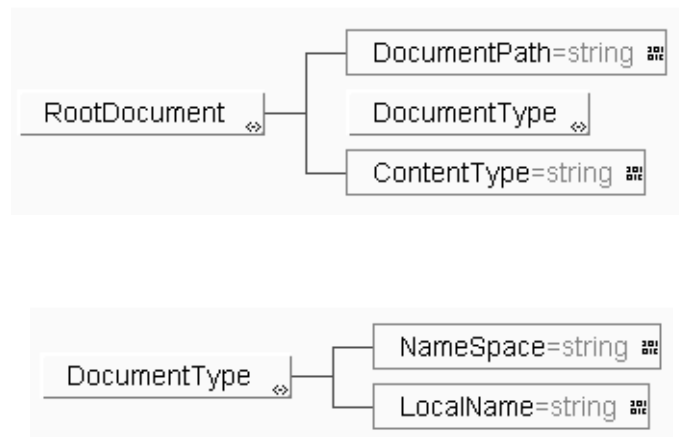 DocumentPath=string
RootDocument
DocumentType
ContentType=string
NameSpace=string
DocumentType
LocalName=string